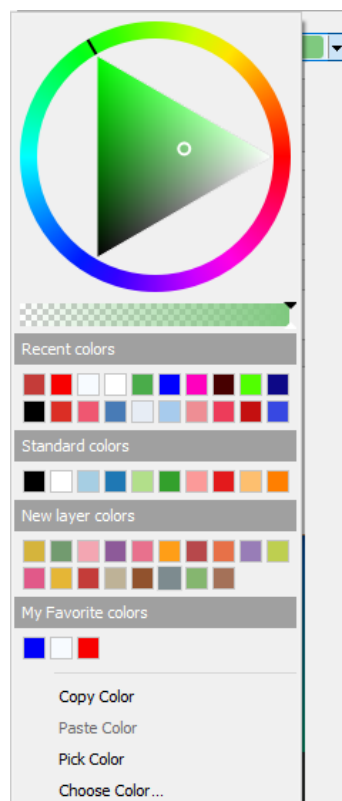 Recent colors
Standard colors
New layer colors
My Favorite colors
Copy Color
Paste Color
Pick Color
Choose Color...